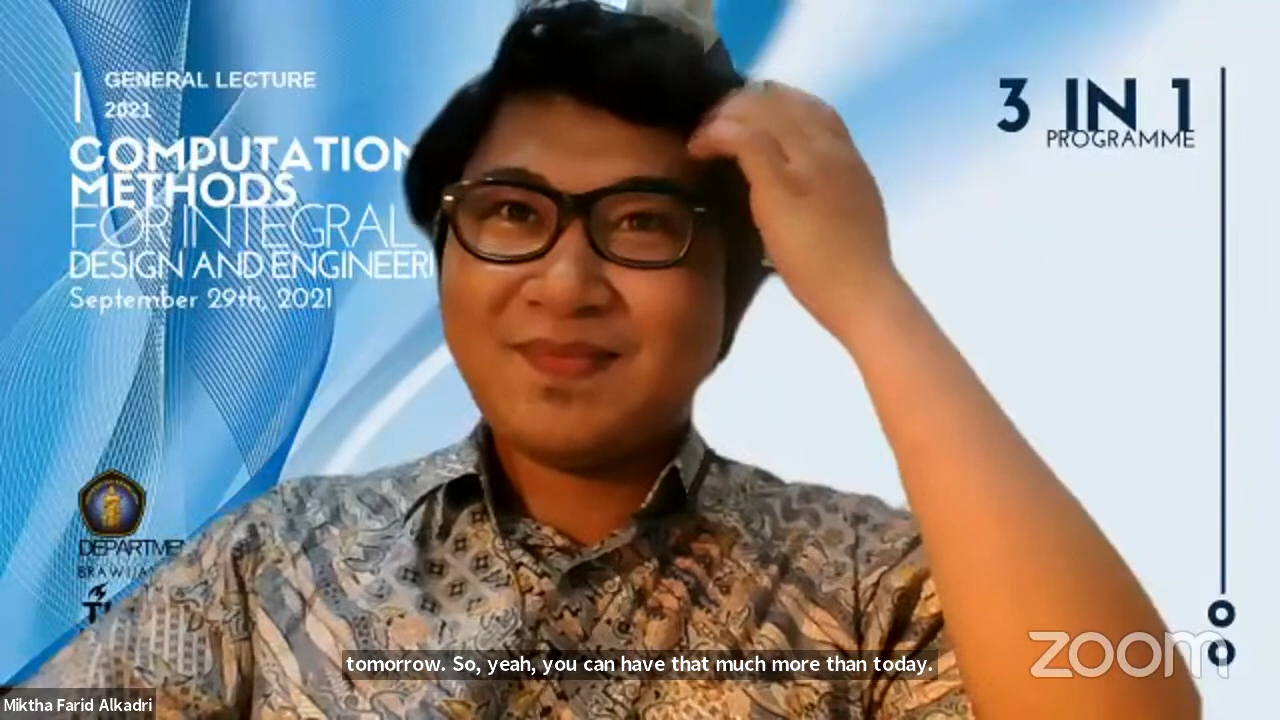 GENERAL LECTURE
2021
COMPUTATION
METHODS
FOR INTEGRAL
DESIGN AND ENGINEERI
September 29th, 2021
3 IN 1
PROGRAMME
DEPARTME
BRAWIJA
zoom
tomorrow. So, yeah, you can have that much more than today.
Miktha Farid Alkadri